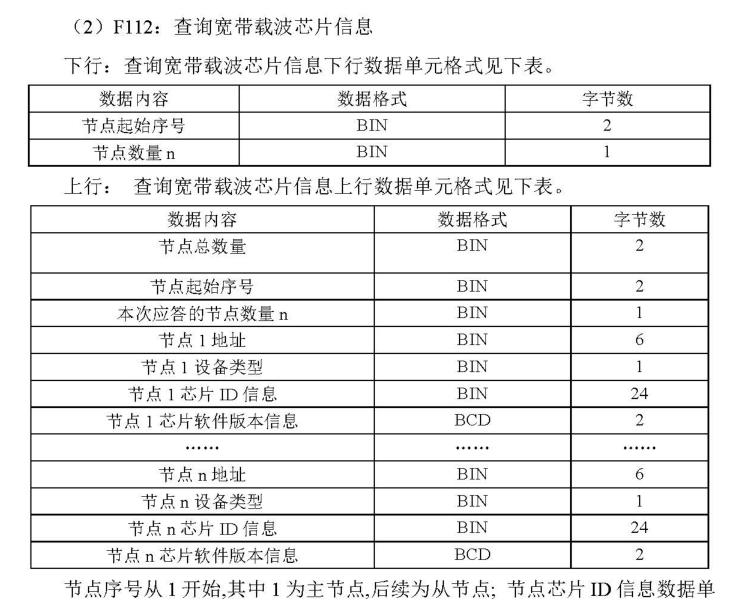 （2）F112：查询宽带载波芯片信息
下行：查询宽带载波芯片信息下行数据单元格式见下表。
数据内容 数据格式 字节数
节点起始序号 BIN 2
节点数量 n BIN 1
上行： 查询宽带载波芯片信息上行数据单元格式见下表。
数据内容 数据格式 字节数
节点总数量 BIN 2
节点起始序号 BIN 2
本次应答的节点数量 n BIN 1
节点 1 地址 BIN 6
节点 1 设备类型 BIN 1
节点 1 芯片 ID 信息 BIN 24
节点 1 芯片软件版本信息 BCD 2
…… …… ……
节点 n 地址 BIN 6
节点 n 设备类型 BIN 1
节点 n 芯片 ID 信息 BIN 24
节点 n 芯片软件版本信息 BCD 2
节点序号从 1 开始,其中 1 为主节点,后续为从节点; 节点芯片 ID 信息数据单